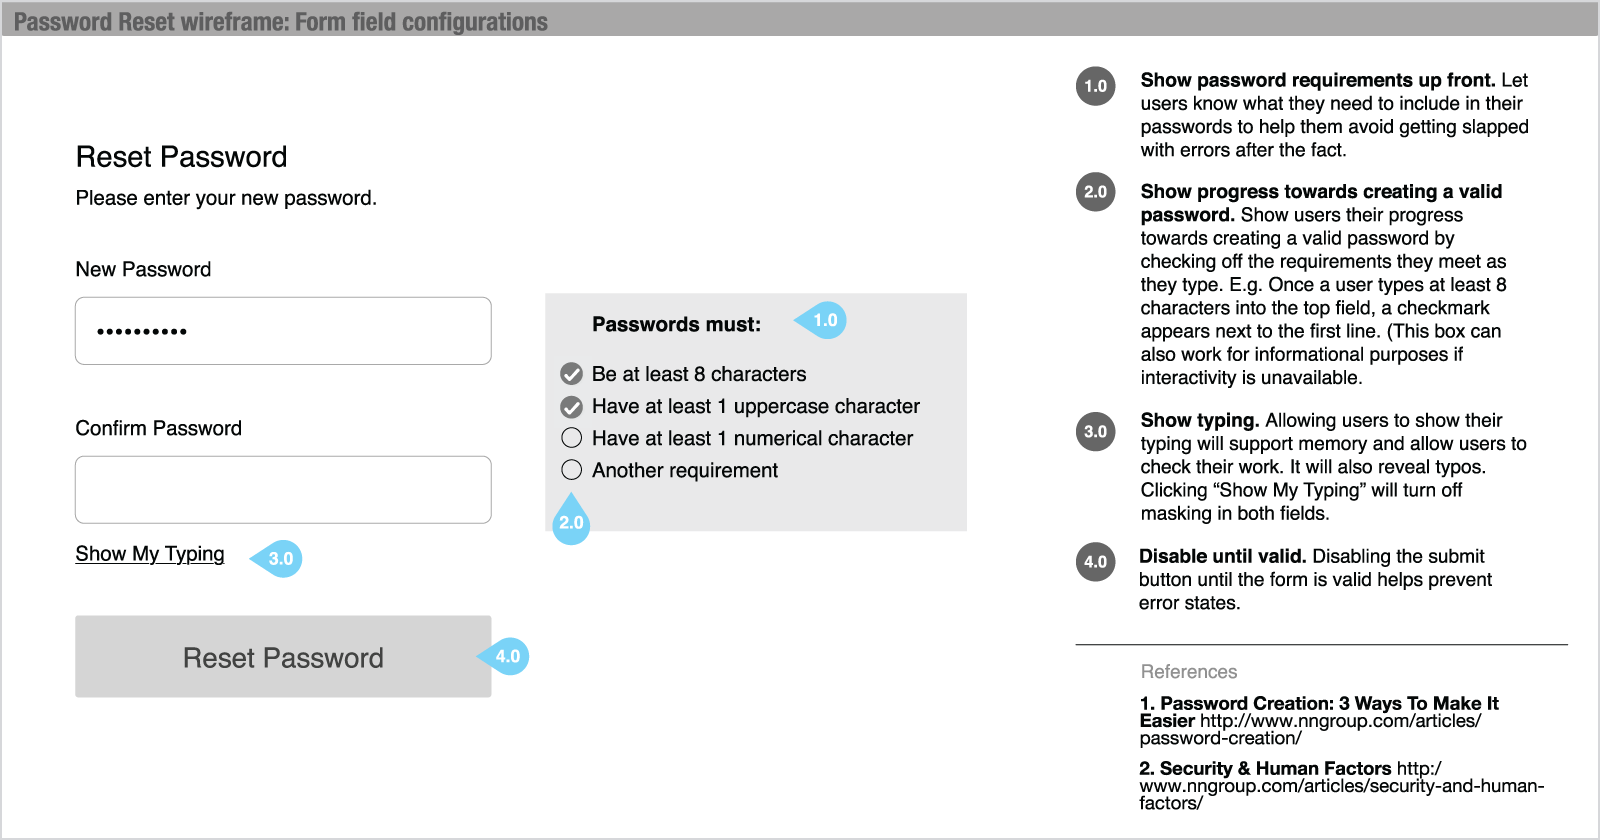 Password Reset wireframe: Form field configurations
Reset Password
Please enter your new password.
New Password
••••••••••
Confirm Password
Show My Typing
3.0
Reset Password
4.0
Passwords must:
1.0
Be at least 8 characters
Have at least 1 uppercase character
Have at least 1 numerical character
Another requirement
2.0
1.0
Show password requirements up front. Let
users know what they need to include in their
passwords to help them avoid getting slapped
with errors after the fact.
2.0
Show progress towards creating a valid
password. Show users their progress
towards creating a valid password by
checking off the requirements they meet as
they type. E.g. Once a user types at least 8
characters into the top field, a checkmark
appears next to the first line. (This box can
also work for informational purposes if
interactivity is unavailable.
3.0
Show typing. Allowing users to show their
typing will support memory and allow users to
check their work. It will also reveal typos.
Clicking “Show My Typing” will turn off
masking in both fields.
4.0
Disable until valid. Disabling the submit
button until the form is valid helps prevent
error states.
References
1. Password Creation: 3 Ways To Make It
Easier http://www.nngroup.com/articles/
password-creation/
2. Security & Human Factors http:/
www.nngroup.com/articles/security-and-human-
factors/